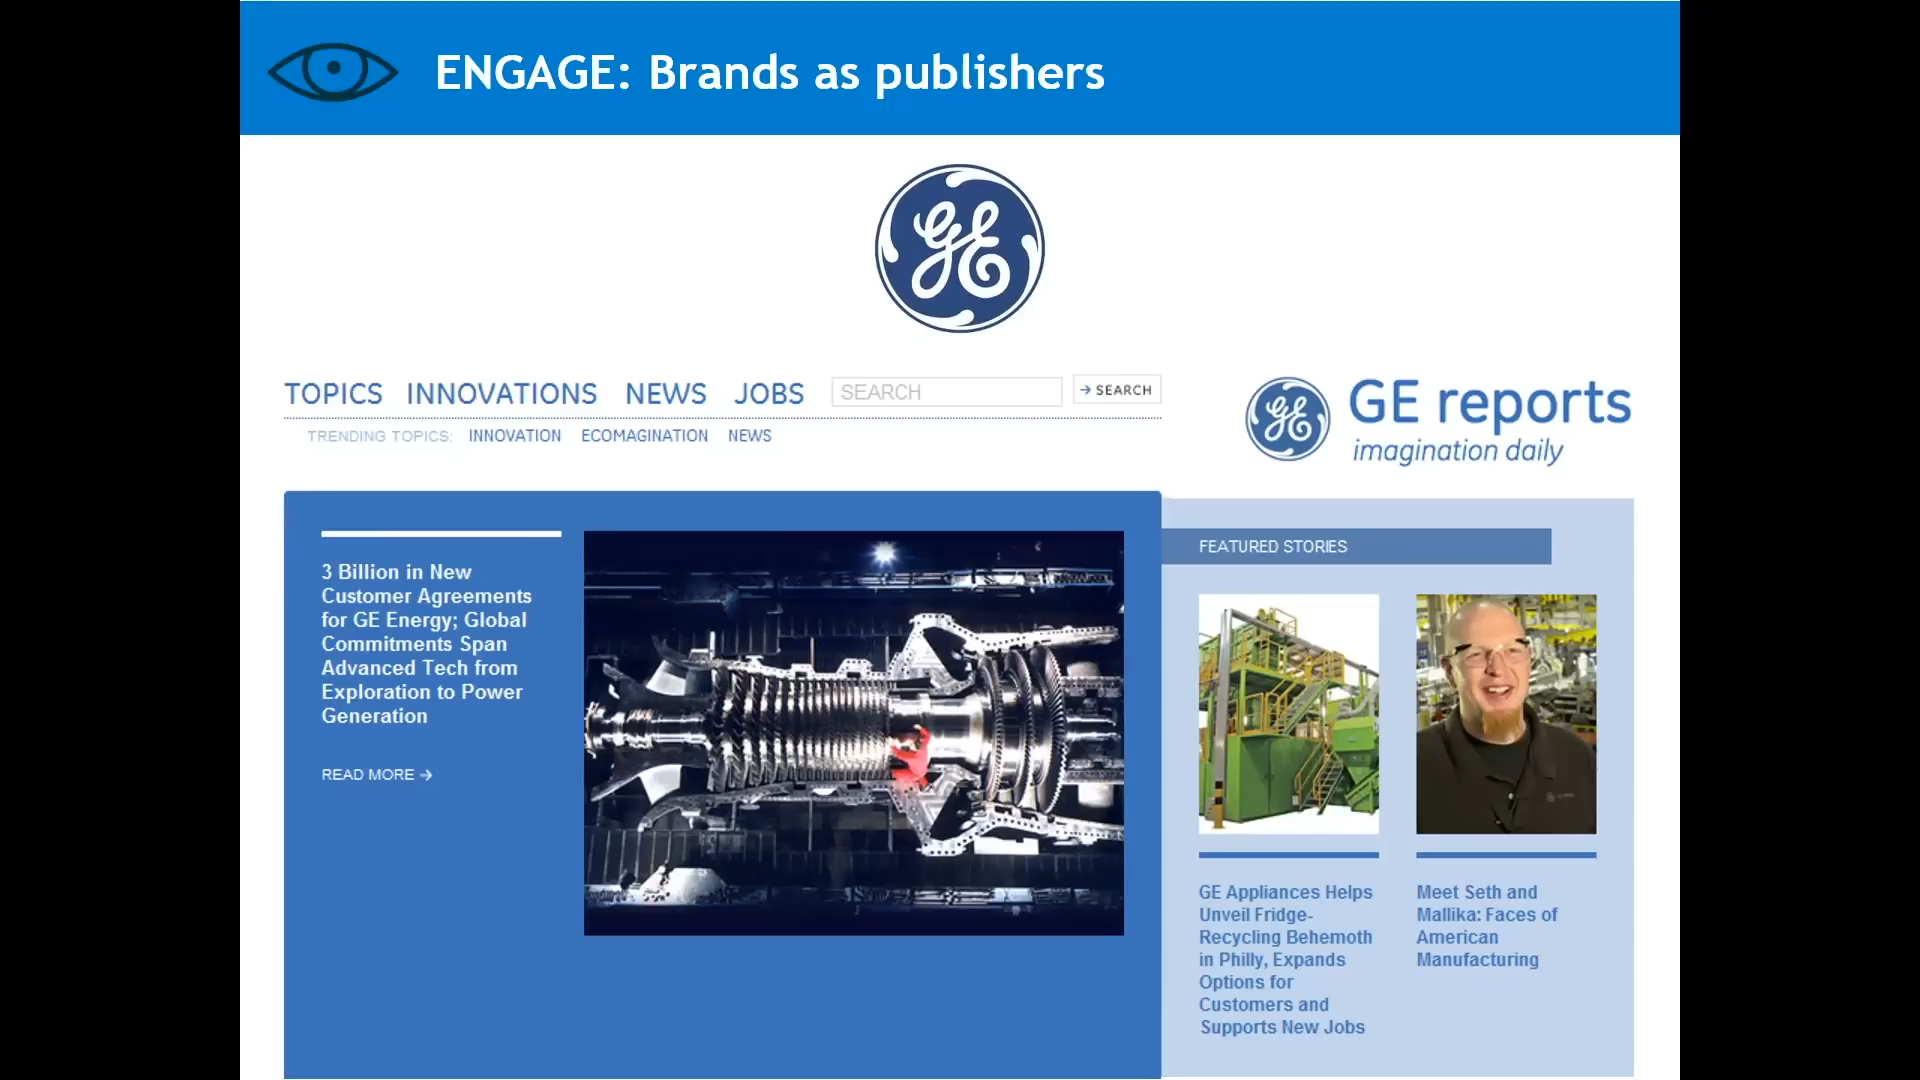 ENGAGE: Brands as publishers
GE
TOPICS INNOVATIONS NEWS JOBS SEARCH → SEARCH
TRENDING TOPICS: INNOVATION ECOMAGINATION NEWS
GE
GE reports
imagination daily
3 Billion in New
Customer Agreements
for GE Energy; Global
Commitments Span
Advanced Tech from
Exploration to Power
Generation
READ MORE →
FEATURED STORIES
GE Appliances Helps
Unveil Fridge-
Recycling Behemoth
in Philly, Expands
Options for
Customers and
Supports New Jobs
Meet Seth and
Mallika: Faces of
American
Manufacturing